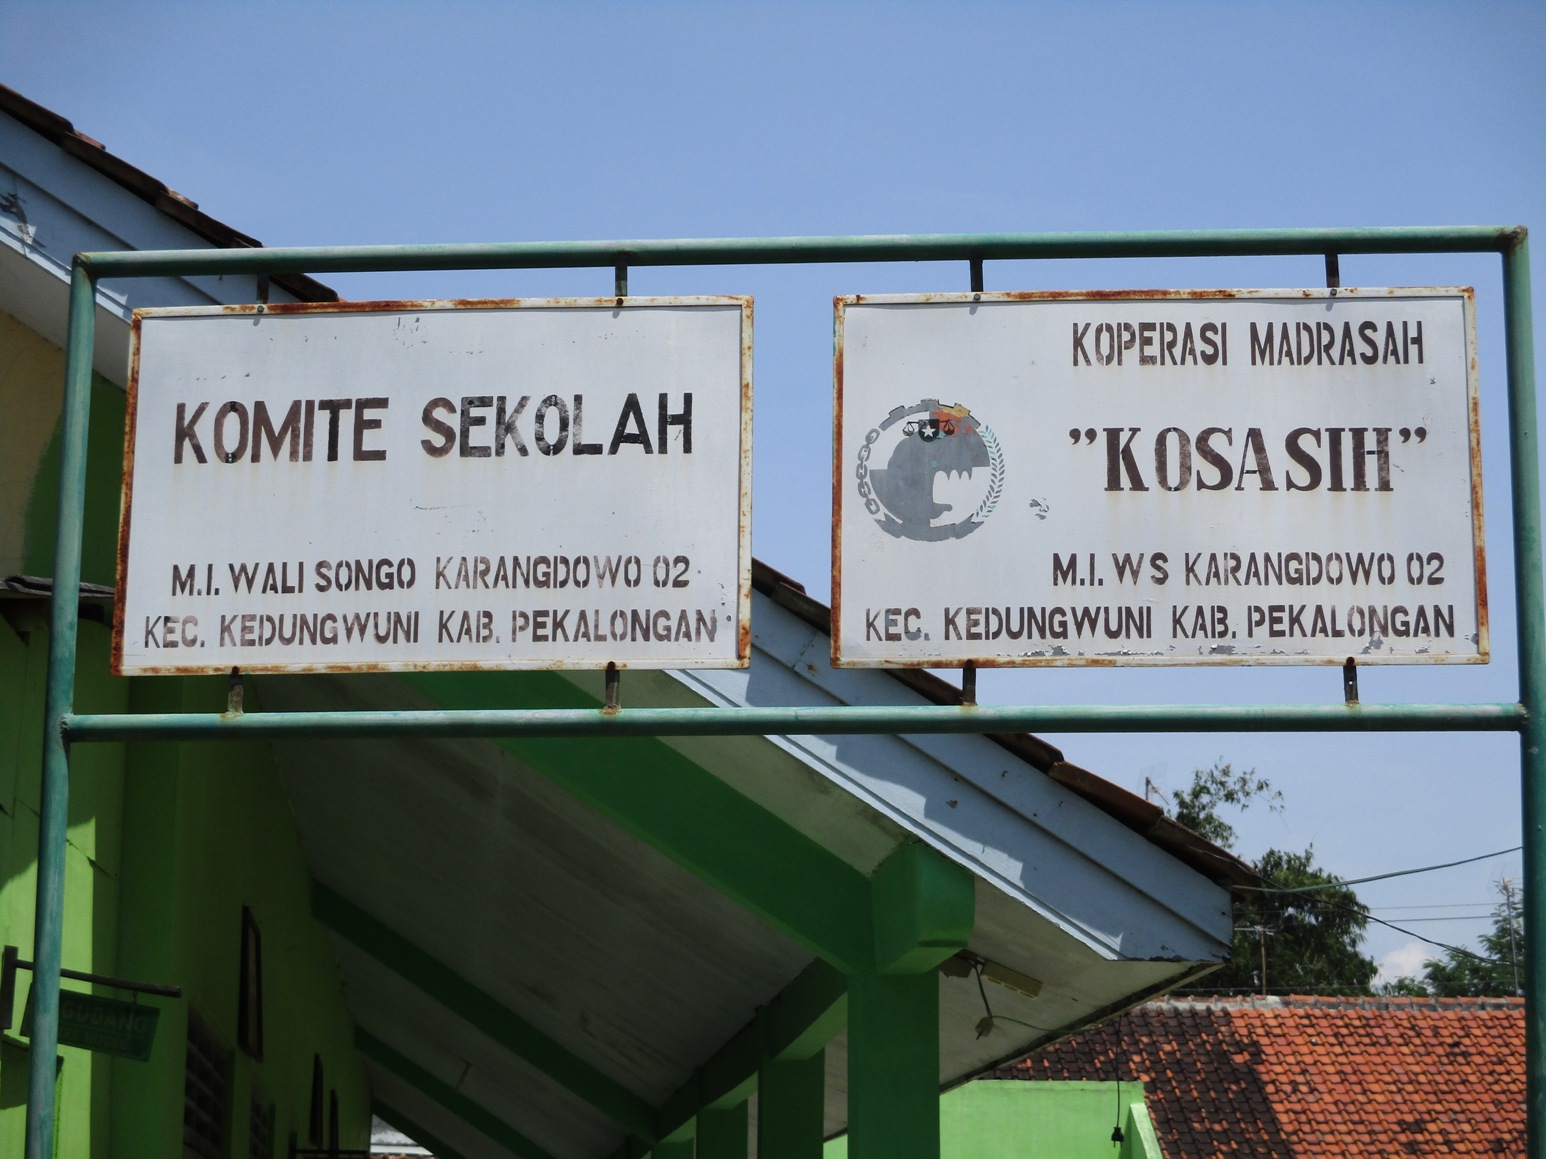 KOMITE SEKOLAH
M.I. WALI SONGO KARANGDOWO 02
KEC. KEDUNGWUNI KAB. PEKALONGAN
KOPERASI MADRASAH
"KOSASIH"
M.I. WS KARANGDOWO 02
KEC. KEDUNGWUNI KAB. PEKALONGAN
GUDANG